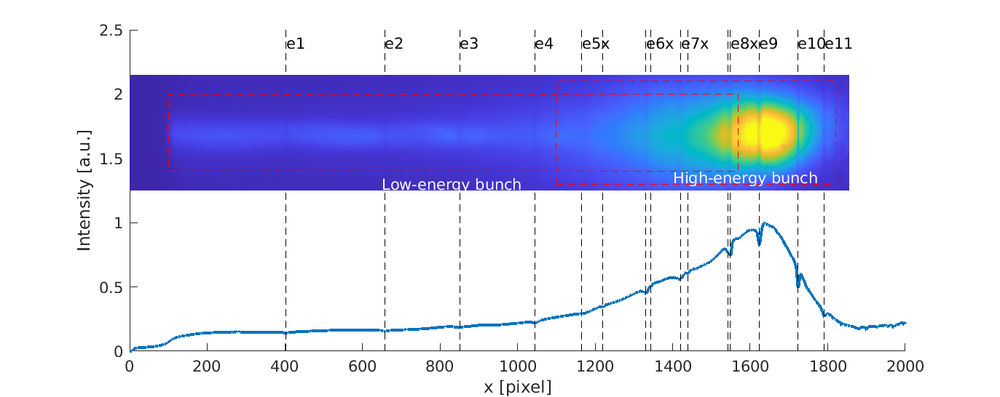 2.5
e1 e2 e3 e4 e5x e6x e7x e8x e9 e10 e11
2
1.5
High-energy bunch
Low-energy bunch
Intensity [a.u.]
1
0.5
0
0 200 400 600 800 1000 1200 1400 1600 1800 2000
x [pixel]